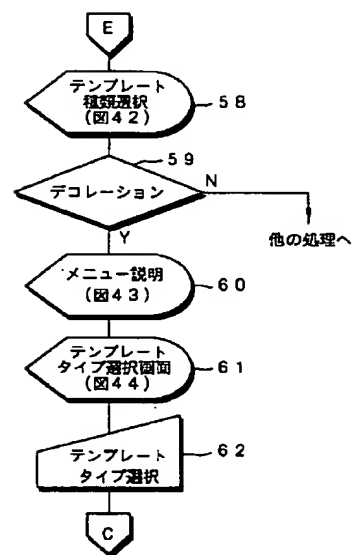 E
テンプレート
種類選択
(図42)
58
59
デコレーション
N
他の処理へ
Y
メニュー説明
(図43)
60
テンプレート
タイプ選択画面
(図44)
61
テンプレート
タイプ選択
62
C